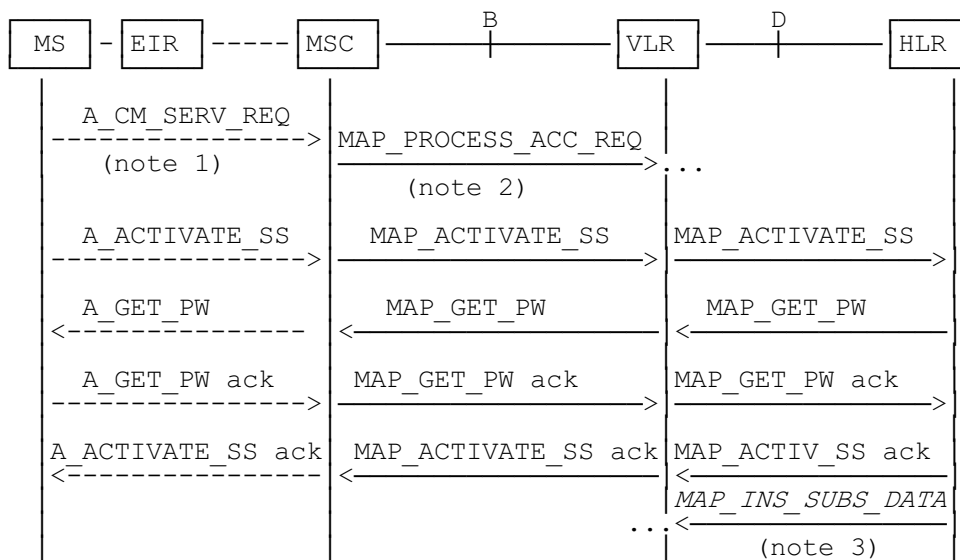 B D
MS EIR MSC VLR HLR
A_CM_SERV_REQ
MAP_PROCESS_ACC_REQ
(note 1)
...
(note 2)
A_ACTIVATE_SS MAP_ACTIVATE_SS MAP_ACTIVATE_SS
A_GET_PW MAP_GET_PW MAP_GET_PW
A_GET_PW ack MAP_GET_PW ack MAP_GET_PW ack
A_ACTIVATE_SS ack MAP_ACTIVATE_SS ack MAP_ACTIV_SS ack
MAP_INS_SUBS_DATA
...
(note 3)